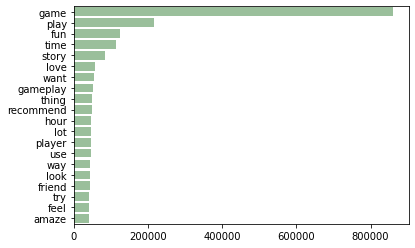 game
play
fun
time
story
love
want
gameplay
thing
recommend
hour
lot
player
use
way
look
friend
try
feel
amaze
0 200000 400000 600000 800000